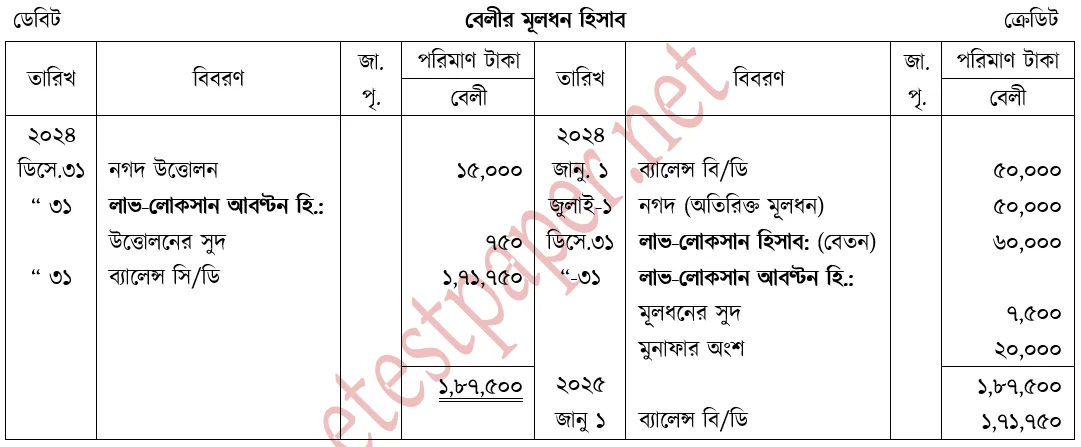 ডেবিট বেলীর মূলধন হিসাব ক্রেডিট
তারিখ বিবরণ জা. পৃ. পরিমাণ টাকা তারিখ বিবরণ জা. পৃ. পরিমাণ টাকা
বেলী বেলী
২০২৪ ২০২৪
ডিসে.৩১ নগদ উত্তোলন ১৫,০০০ জানু. ১ ব্যালেন্স বি/ডি ৫০,০০০
“ ৩১ লাভ-লোকসান আবণ্টন হি.: জুলাই-১ নগদ (অতিরিক্ত মূলধন) ৫০,০০০
উত্তোলনের সুদ ৭৫০ ডিসে.৩১ লাভ-লোকসান হিসাব: (বেতন) ৬০,০০০
“ ৩১ ব্যালেন্স সি/ডি ১,৭১,৭৫০ “-৩১ লাভ-লোকসান আবণ্টন হি.:
মূলধনের সুদ ৭,৫০০
মুনাফার অংশ ২০,০০০
১,৮৭,৫০০ ২০২৫ ১,৮৭,৫০০
জানু ১ ব্যালেন্স বি/ডি ১,৭১,৭৫০
etestpaper.net